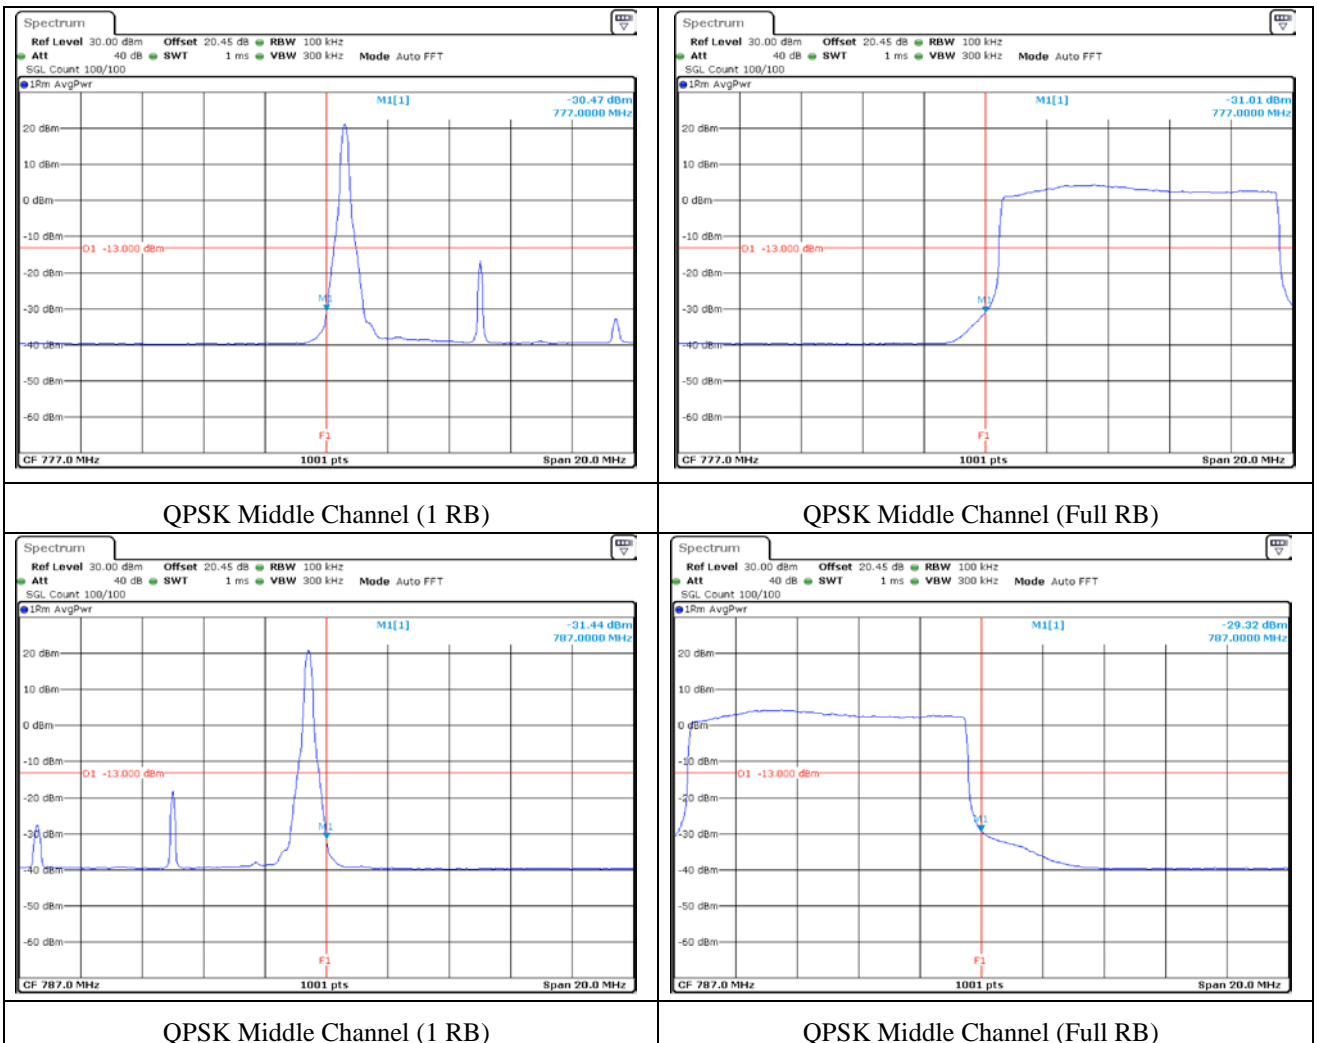 Spectrum
Ref Level 30.00 dBm Offset 20.45 dB RBW 100 kHz
Att 40 dB SWT 1 ms VBW 300 kHz Mode Auto FFT
SGL Count 100/100
1Rm AvgPwr
M1[1] -30.47 dBm
777.0000 MHz
20 dBm
10 dBm
0 dBm
-10 dBm
D1 -13.000 dBm
-20 dBm
M1
-30 dBm
-40 dBm
-50 dBm
-60 dBm
F1
CF 777.0 MHz 1001 pts Span 20.0 MHz
QPSK Middle Channel (1 RB)
Spectrum
Ref Level 30.00 dBm Offset 20.45 dB RBW 100 kHz
Att 40 dB SWT 1 ms VBW 300 kHz Mode Auto FFT
SGL Count 100/100
1Rm AvgPwr
M1[1] -31.01 dBm
777.0000 MHz
20 dBm
10 dBm
0 dBm
-10 dBm
D1 -13.000 dBm
-20 dBm
M1
-30 dBm
-40 dBm
-50 dBm
-60 dBm
F1
CF 777.0 MHz 1001 pts Span 20.0 MHz
QPSK Middle Channel (Full RB)
Spectrum
Ref Level 30.00 dBm Offset 20.45 dB RBW 100 kHz
Att 40 dB SWT 1 ms VBW 300 kHz Mode Auto FFT
SGL Count 100/100
1Rm AvgPwr
M1[1] -31.44 dBm
787.0000 MHz
20 dBm
10 dBm
0 dBm
-10 dBm
D1 -13.000 dBm
-20 dBm
M1
-30 dBm
-40 dBm
-50 dBm
-60 dBm
F1
CF 787.0 MHz 1001 pts Span 20.0 MHz
QPSK Middle Channel (1 RB)
Spectrum
Ref Level 30.00 dBm Offset 20.45 dB RBW 100 kHz
Att 40 dB SWT 1 ms VBW 300 kHz Mode Auto FFT
SGL Count 100/100
1Rm AvgPwr
M1[1] -29.32 dBm
787.0000 MHz
20 dBm
10 dBm
0 dBm
-10 dBm
D1 -13.000 dBm
-20 dBm
M1
-30 dBm
-40 dBm
-50 dBm
-60 dBm
F1
CF 787.0 MHz 1001 pts Span 20.0 MHz
QPSK Middle Channel (Full RB)